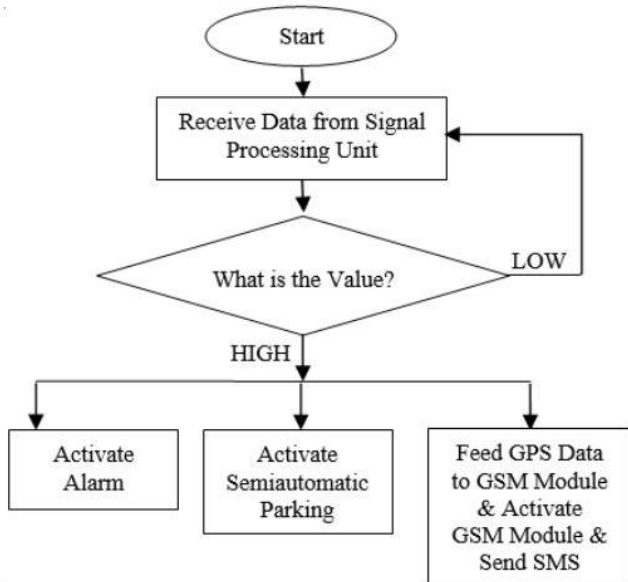 Start
Receive Data from Signal
Processing Unit
What is the Value?
LOW
HIGH
Activate
Alarm
Activate
Semiautomatic
Parking
Feed GPS Data
to GSM Module
& Activate
GSM Module &
Send SMS